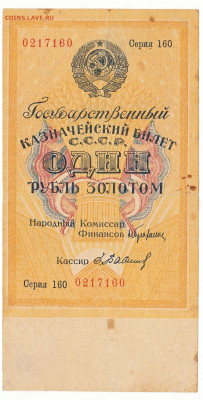 COINS.LAVE.RU
0217160 Серия 160
Государственный
КАЗНАЧЕЙСКИЙ БИЛЕТ
С.С.С.Р.
ОДИН
РУБЛЬ ЗОЛОТОМ
Народный Комиссар
Финансов
Кассир
Серия 160 0217160